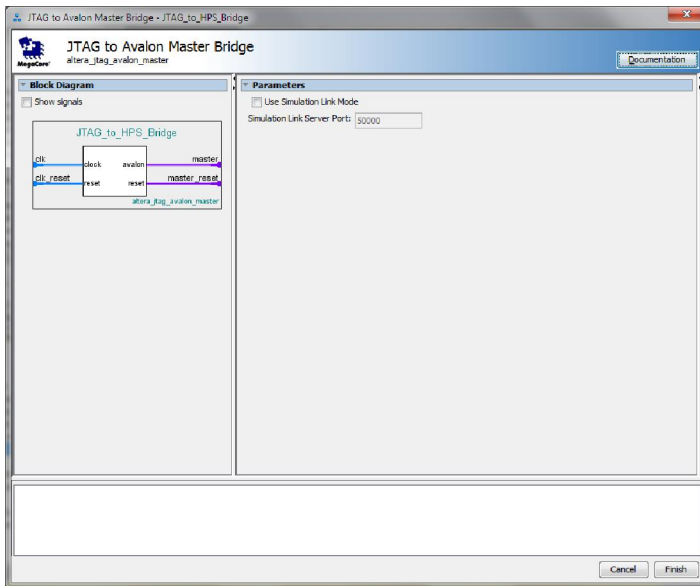 JTAG to Avalon Master Bridge - JTAG_to_HPS_Bridge
JTAG to Avalon Master Bridge
altera_jtag_avalon_master
MegaCore'
Documentation
Block Diagram
Show signals
JTAG_to_HPS_Bridge
clk
clock
avalon
master
clk_reset
reset
reset
master_reset
altera_jtag_avalon_master
Parameters
Use Simulation Link Mode
Simulation Link Server Port: 50000
Cancel
Finish